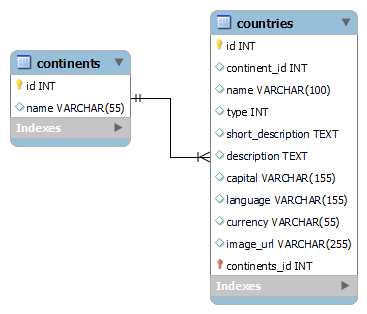 continents
id INT
name VARCHAR(55)
Indexes
countries
id INT
continent_id INT
name VARCHAR(100)
type INT
short_description TEXT
description TEXT
capital VARCHAR(155)
language VARCHAR(155)
currency VARCHAR(55)
image_url VARCHAR(255)
continents_id INT
Indexes